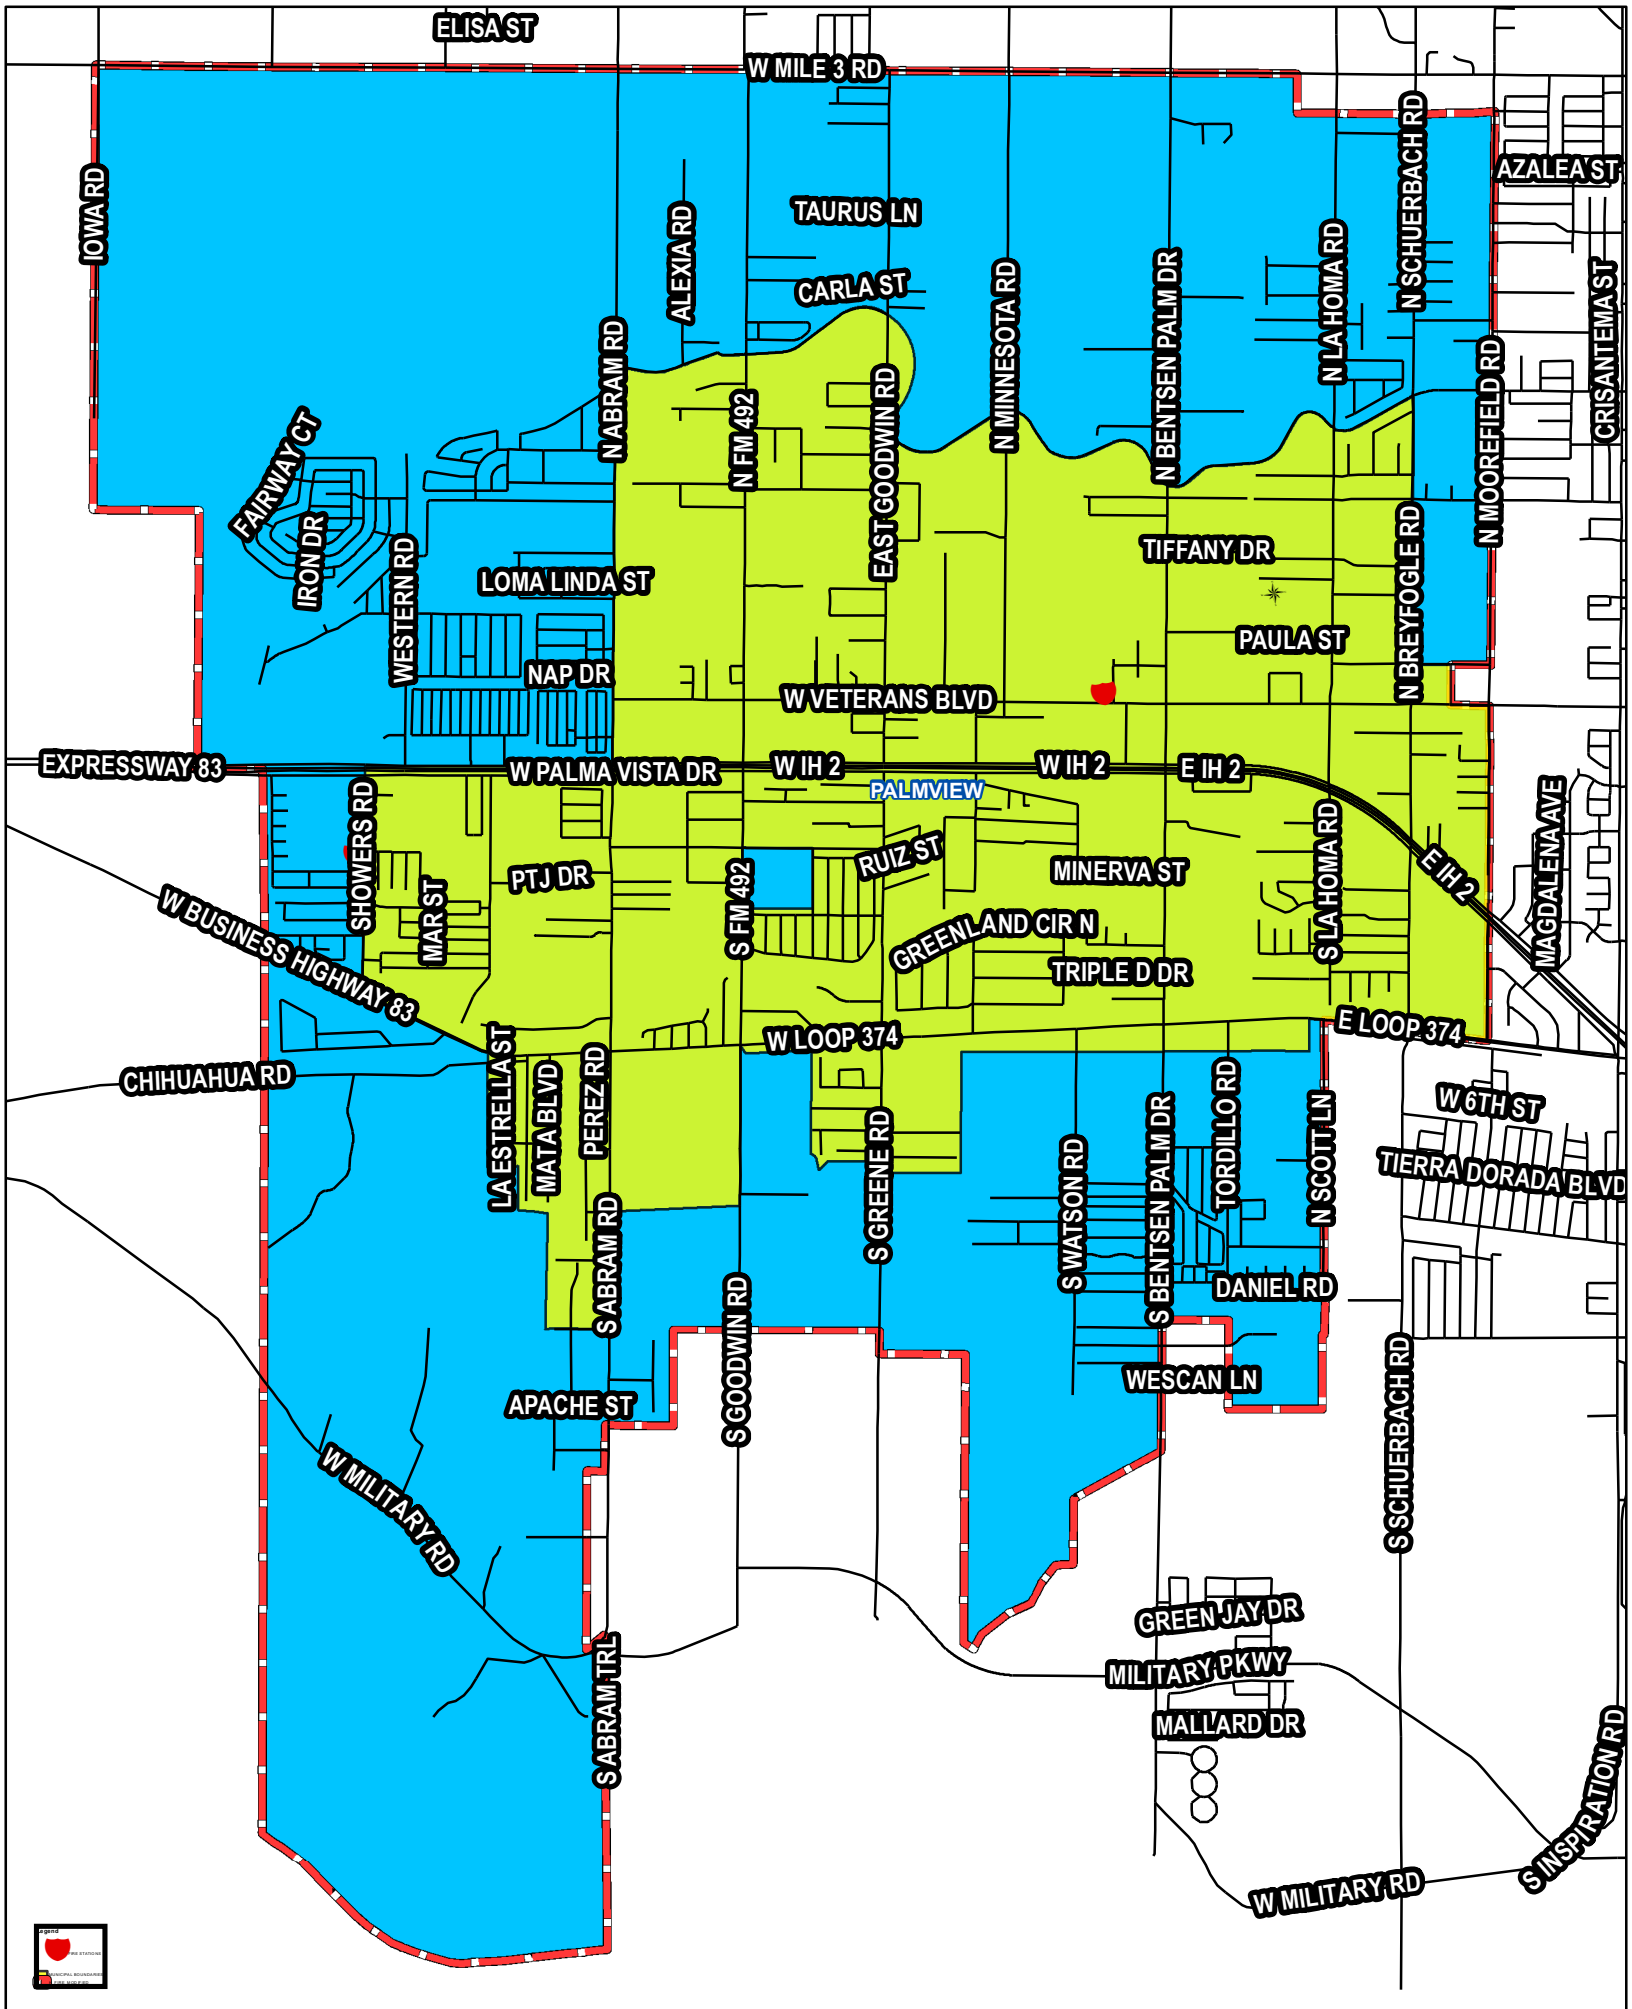 ELISA ST
W MILE 3 RD
IOWA RD
N SCHUERBACH RD
AZALEA ST
TAURUS LN
ALEXIA RD
CARLA ST
N LA HOMA RD
N MINNESOTA RD
N BENTSEN PALM DR
CRISANTEMA ST
N ABRAM RD
N MOOREFIELD RD
EAST GOODWIN RD
N FM 492
FAIRWAY CT
IRON DR
WESTERN RD
LOMA LINDA ST
TIFFANY DR
N BREYFOGLE RD
PAULA ST
NAP DR
W VETERANS BLVD
EXPRESSWAY 83
W PALMA VISTA DR
W IH 2
W IH 2
E IH 2
PALMVIEW
SHOWERS RD
MAGDALENA AVE
S LA HOMA RD
RUIZ ST
PTJ DR
MINERVA ST
E IH 2
MAR ST
S FM 492
W BUSINESS HIGHWAY 83
GREENLAND CIR N
TRIPLE D DR
E LOOP 374
W LOOP 374
CHIHUAHUA RD
LA ESTRELLA ST
MATA BLVD
PEREZ RD
W 6TH ST
TORDILLO RD
N SCOTT LN
S BENTSEN PALM DR
S GREENE RD
S WATSON RD
TIERRA DORADA BLVD
S ABRAM RD
S GOODWIN RD
DANIEL RD
WESCAN LN
S SCHUERBACH RD
APACHE ST
W MILITARY RD
GREEN JAY DR
MILITARY PKWY
S ABRAM TRL
MALLARD DR
S INSPIRATION RD
W MILITARY RD
FIRE STATIONS
MUNICIPAL BOUNDARIES